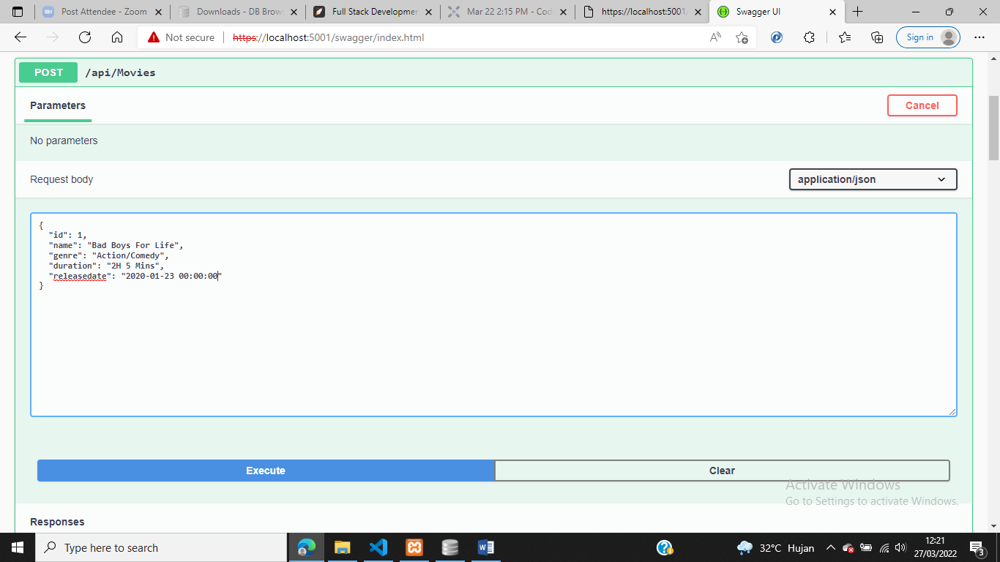 Post Attendee - Zoom
Downloads - DB Brow
Full Stack Developmen
Mar 22 2:15 PM - Cod
https://localhost:5001/
Swagger UI
Not secure
https://localhost:5001/swagger/index.html
Sign in
POST /api/Movies
Parameters
Cancel
No parameters
Request body
application/json
{
"id": 1,
"name": "Bad Boys For Life",
"genre": "Action/Comedy",
"duration": "2H 5 Mins",
"releasedate": "2020-01-23 00:00:00"
}
Execute
Clear
Activate Windows
Go to Settings to activate Windows.
Responses
Type here to search
32°C Hujan
12:21
27/03/2022
3